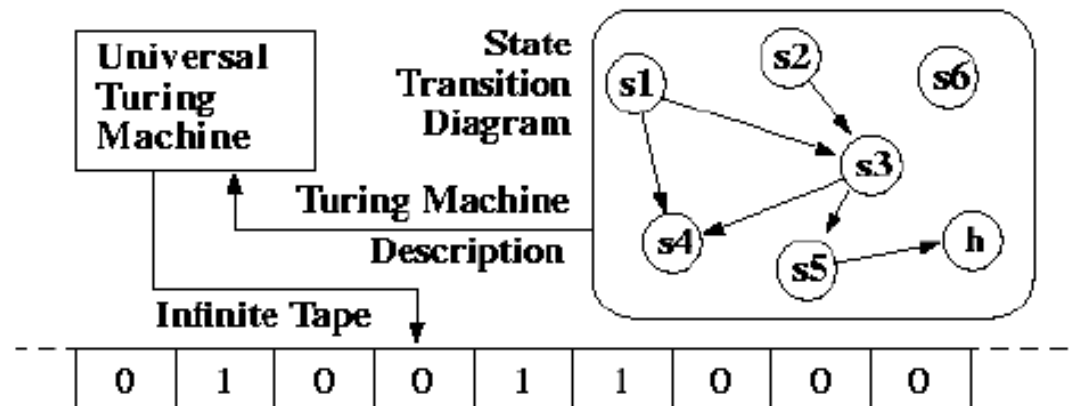 Universal
Turing
Machine
State
Transition
Diagram
s1
s2
s6
s3
s4
s5
h
Turing Machine
Description
Infinite Tape
0 1 0 0 1 1 0 0 0